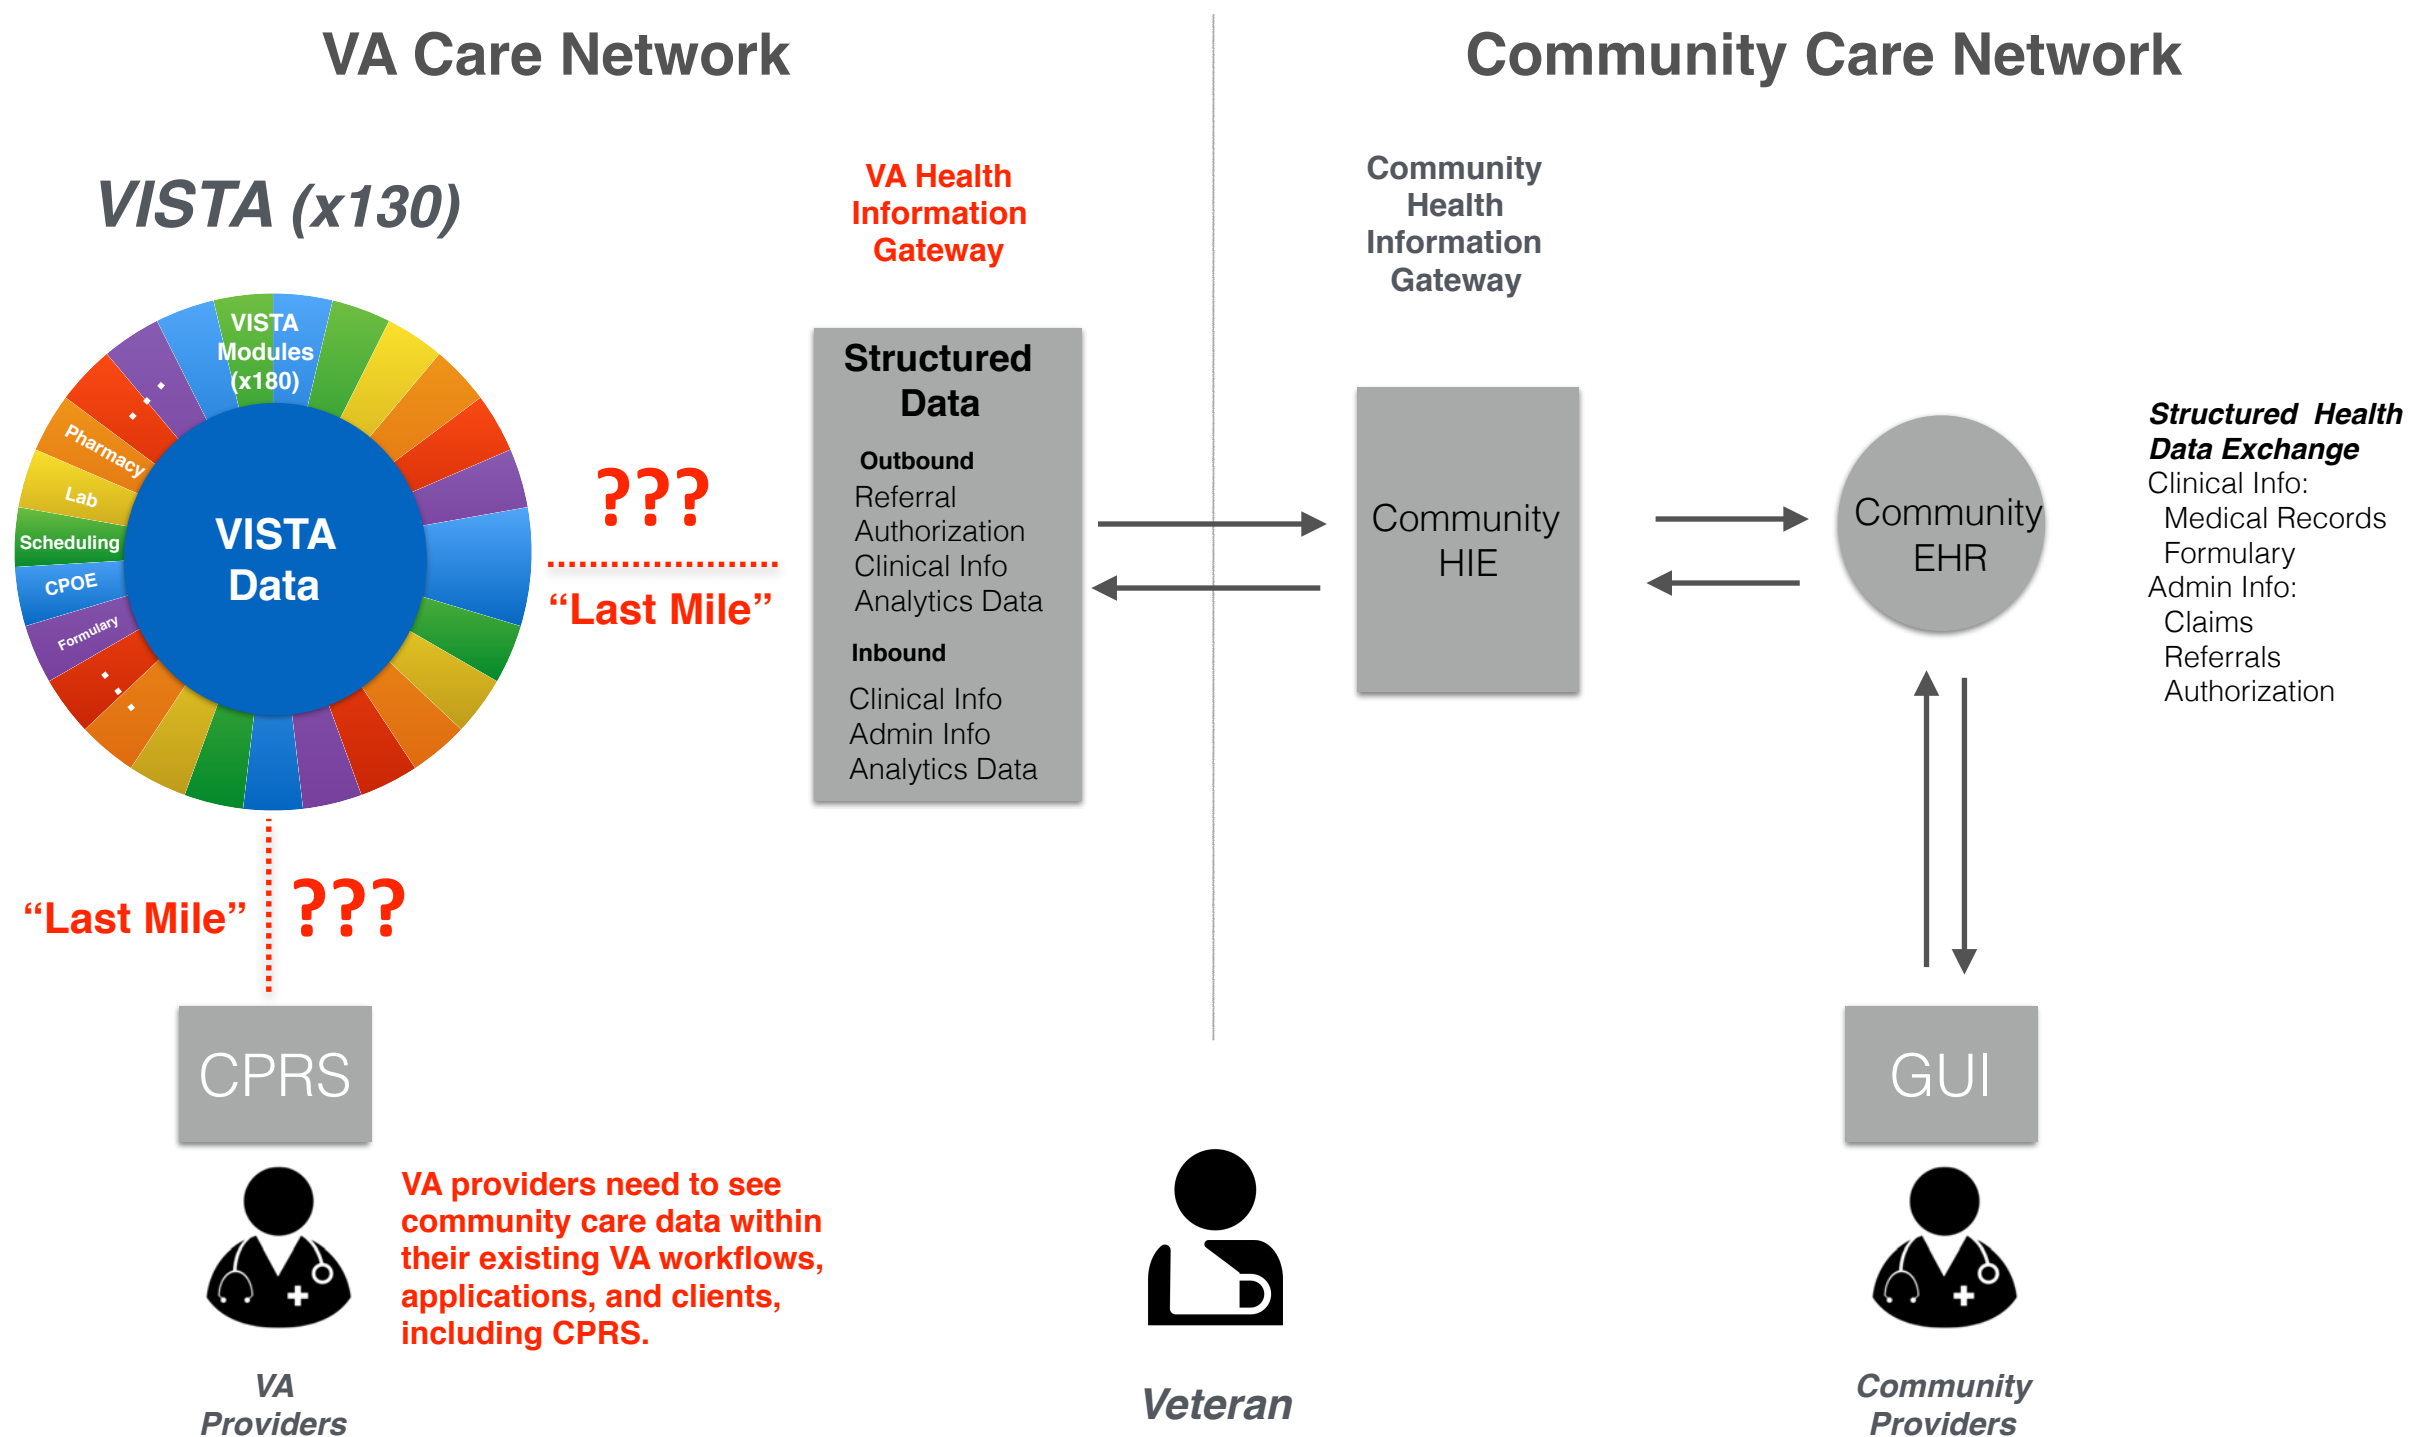 VA Care Network
Community Care Network
VISTA (x130)
VISTA
Modules
(x180)
Pharmacy
Lab
Scheduling
CPOE
Formulary
VISTA
Data
???
“Last Mile”
“Last Mile”
???
CPRS
VA providers need to see
community care data within
their existing VA workflows,
applications, and clients,
including CPRS.
VA
Providers
VA Health
Information
Gateway
Structured
Data
Outbound
Referral
Authorization
Clinical Info
Analytics Data
Inbound
Clinical Info
Admin Info
Analytics Data
Veteran
Community
Health
Information
Gateway
Community
HIE
Community
EHR
Structured Health
Data Exchange
Clinical Info:
Medical Records
Formulary
Admin Info:
Claims
Referrals
Authorization
GUI
Community
Providers